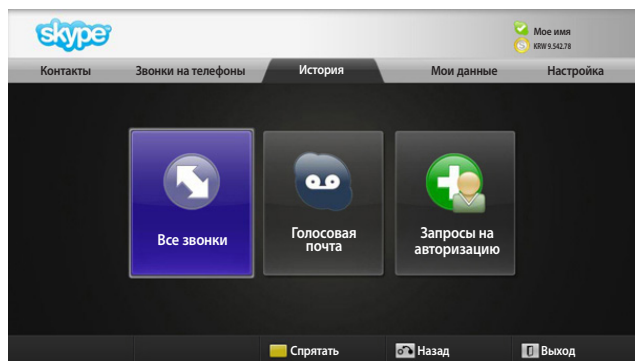 skype
Мое имя
KRW 9.542.78
Контакты Звонки на телефоны История Мои данные Настройка
Все звонки
Голосовая
почта
Запросы на
авторизацию
Спрятать Назад Выход